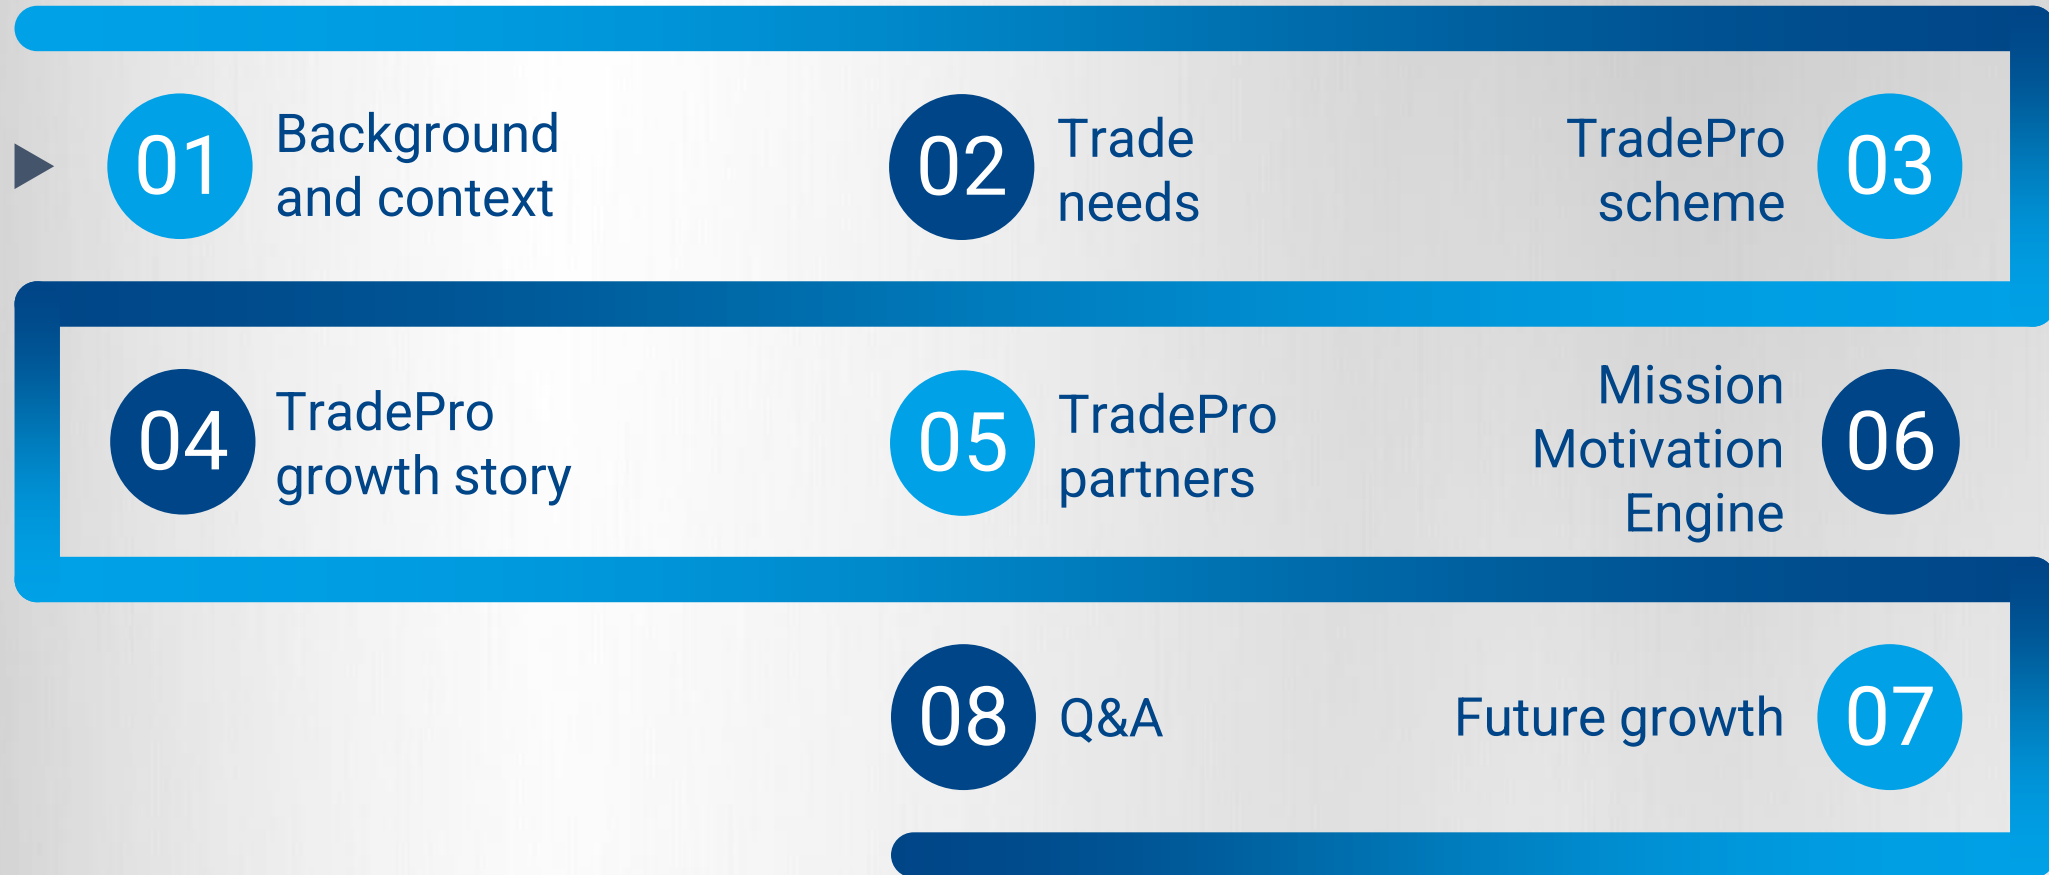 01
Background
and context
02
Trade
needs
03
TradePro
scheme
04
TradePro
growth story
05
TradePro
partners
06
Mission
Motivation
Engine
07
Future growth
08
Q&A